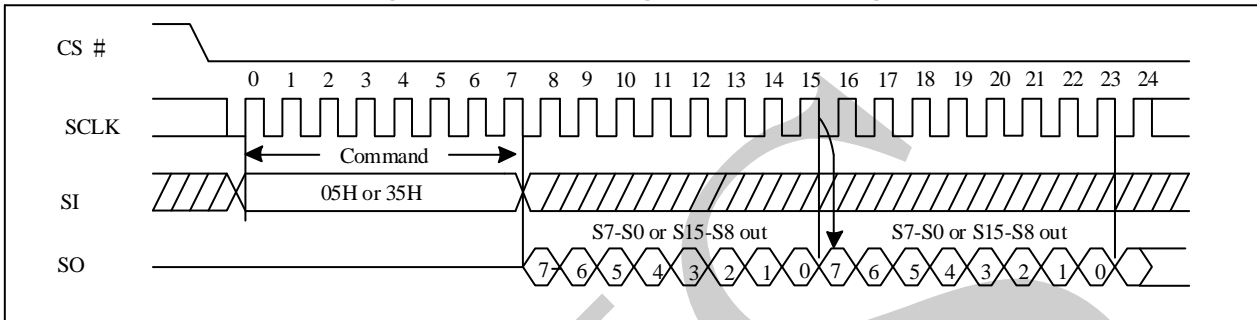 CS #
0 1 2 3 4 5 6 7 8 9 10 11 12 13 14 15 16 17 18 19 20 21 22 23 24
SCLK
Command
SI
05H or 35H
S7-S0 or S15-S8 out S7-S0 or S15-S8 out
SO
7 6 5 4 3 2 1 0 7 6 5 4 3 2 1 0